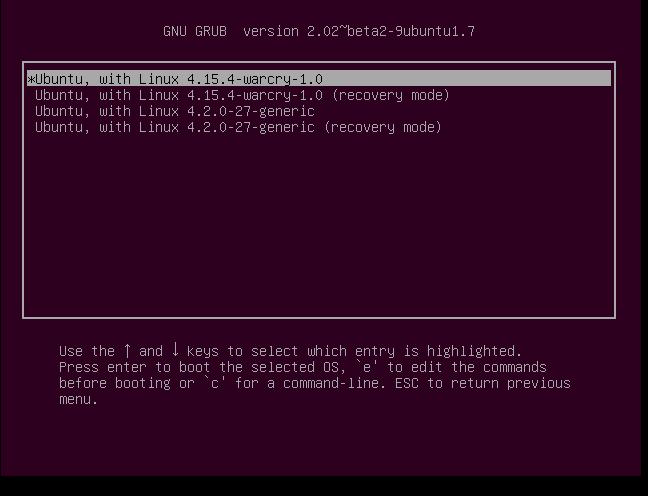 GNU GRUB  version 2.02~beta2-9ubuntu1.7
*Ubuntu, with Linux 4.15.4-warcry-1.0
Ubuntu, with Linux 4.15.4-warcry-1.0 (recovery mode)
Ubuntu, with Linux 4.2.0-27-generic
Ubuntu, with Linux 4.2.0-27-generic (recovery mode)
Use the ↑ and ↓ keys to select which entry is highlighted.
Press enter to boot the selected OS, `e' to edit the commands
before booting or `c' for a command-line. ESC to return previous
menu.